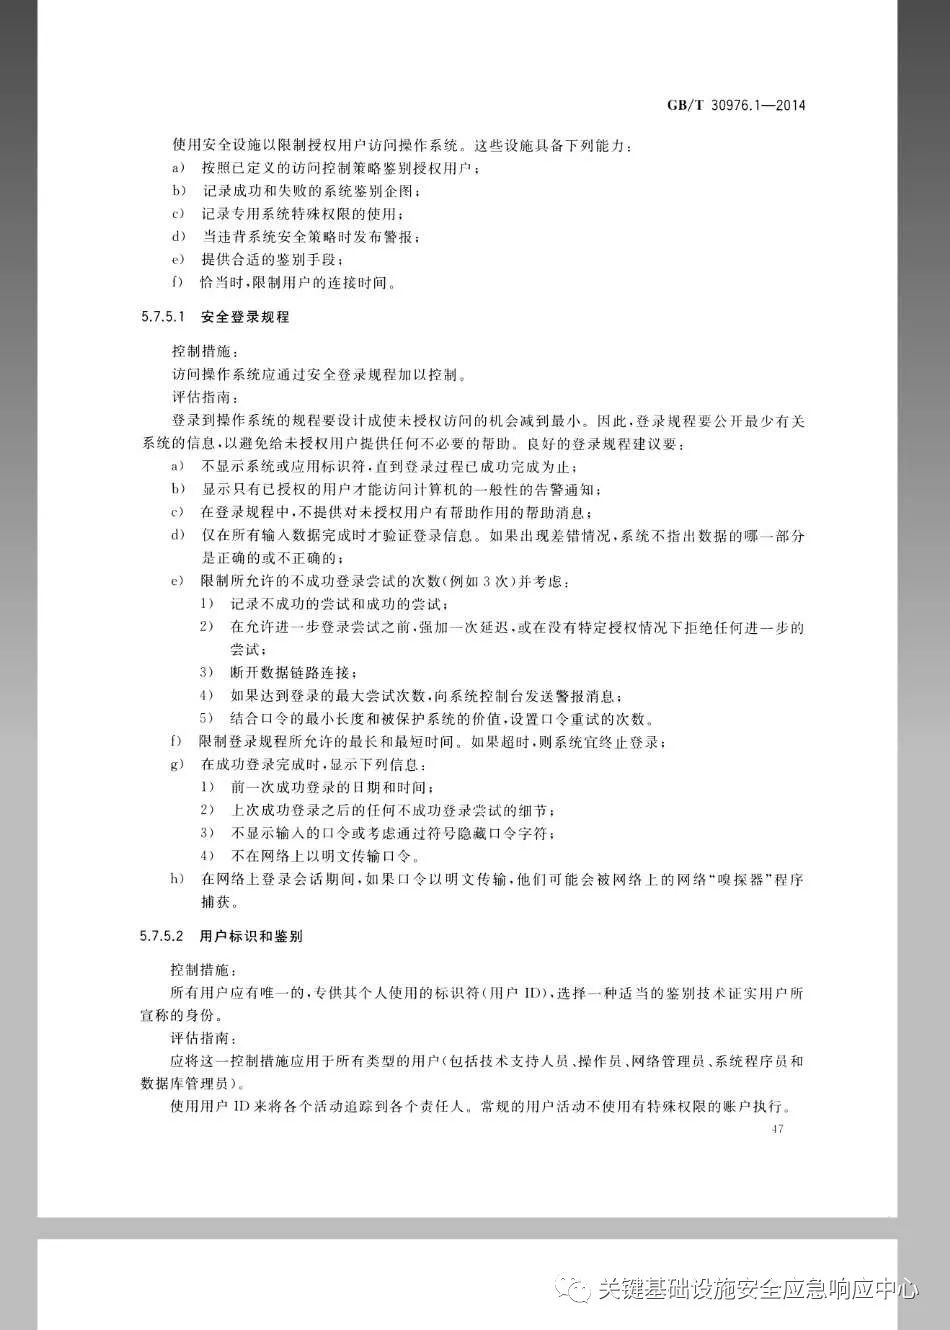 GB/T 30976.1—2014
使用安全设施以限制授权用户访问操作系统。这些设施具备下列能力:
a) 按照已定义的访问控制策略鉴别授权用户;
b) 记录成功和失败的系统鉴别企图;
c) 记录专用系统特殊权限的使用;
d) 当违背系统安全策略时发布警报;
e) 提供合适的鉴别手段;
f) 恰当时,限制用户的连接时间。
5.7.5.1 安全登录规程
控制措施:
访问操作系统应通过安全登录规程加以控制。
评估指南:
登录到操作系统的规程要设计成使未授权访问的机会减到最小。因此,登录规程要公开最少有关
系统的信息,以避免给未授权用户提供任何不必要的帮助。良好的登录规程建议要:
a) 不显示系统或应用标识符,直到登录过程已成功完成为止;
b) 显示只有已授权的用户才能访问计算机的一般性的告警通知;
c) 在登录规程中,不提供对未授权用户有帮助作用的帮助消息;
d) 仅在所有输入数据完成时才验证登录信息。如果出现差错情况,系统不指出数据的哪一部分
是正确的或不正确的;
e) 限制所允许的不成功登录尝试的次数(例如3次)并考虑:
1) 记录不成功的尝试和成功的尝试;
2) 在允许进一步登录尝试之前,强加一次延迟,或在没有特定授权情况下拒绝任何进一步的
尝试;
3) 断开数据链路连接;
4) 如果达到登录的最大尝试次数,向系统控制台发送警报消息;
5) 结合口令的最小长度和被保护系统的价值,设置口令重试的次数。
f) 限制登录规程所允许的最长和最短时间。如果超时,则系统宜终止登录;
g) 在成功登录完成时,显示下列信息:
1) 前一次成功登录的日期和时间;
2) 上次成功登录之后的任何不成功登录尝试的细节;
3) 不显示输入的口令或考虑通过符号隐藏口令字符;
4) 不在网络上以明文传输口令。
h) 在网络上登录会话期间,如果口令以明文传输,他们可能会被网络上的网络“嗅探器”程序
捕获。
5.7.5.2 用户标识和鉴别
控制措施:
所有用户应有唯一的,专供其个人使用的标识符(用户ID),选择一种适当的鉴别技术证实用户所
宣称的身份。
评估指南:
应将这一控制措施应用于所有类型的用户(包括技术支持人员、操作员、网络管理员、系统程序员和
数据库管理员)。
使用用户ID来将各个活动追踪到各个责任人。常规的用户活动不使用有特殊权限的账户执行。
47
关键基础设施安全应急响应中心